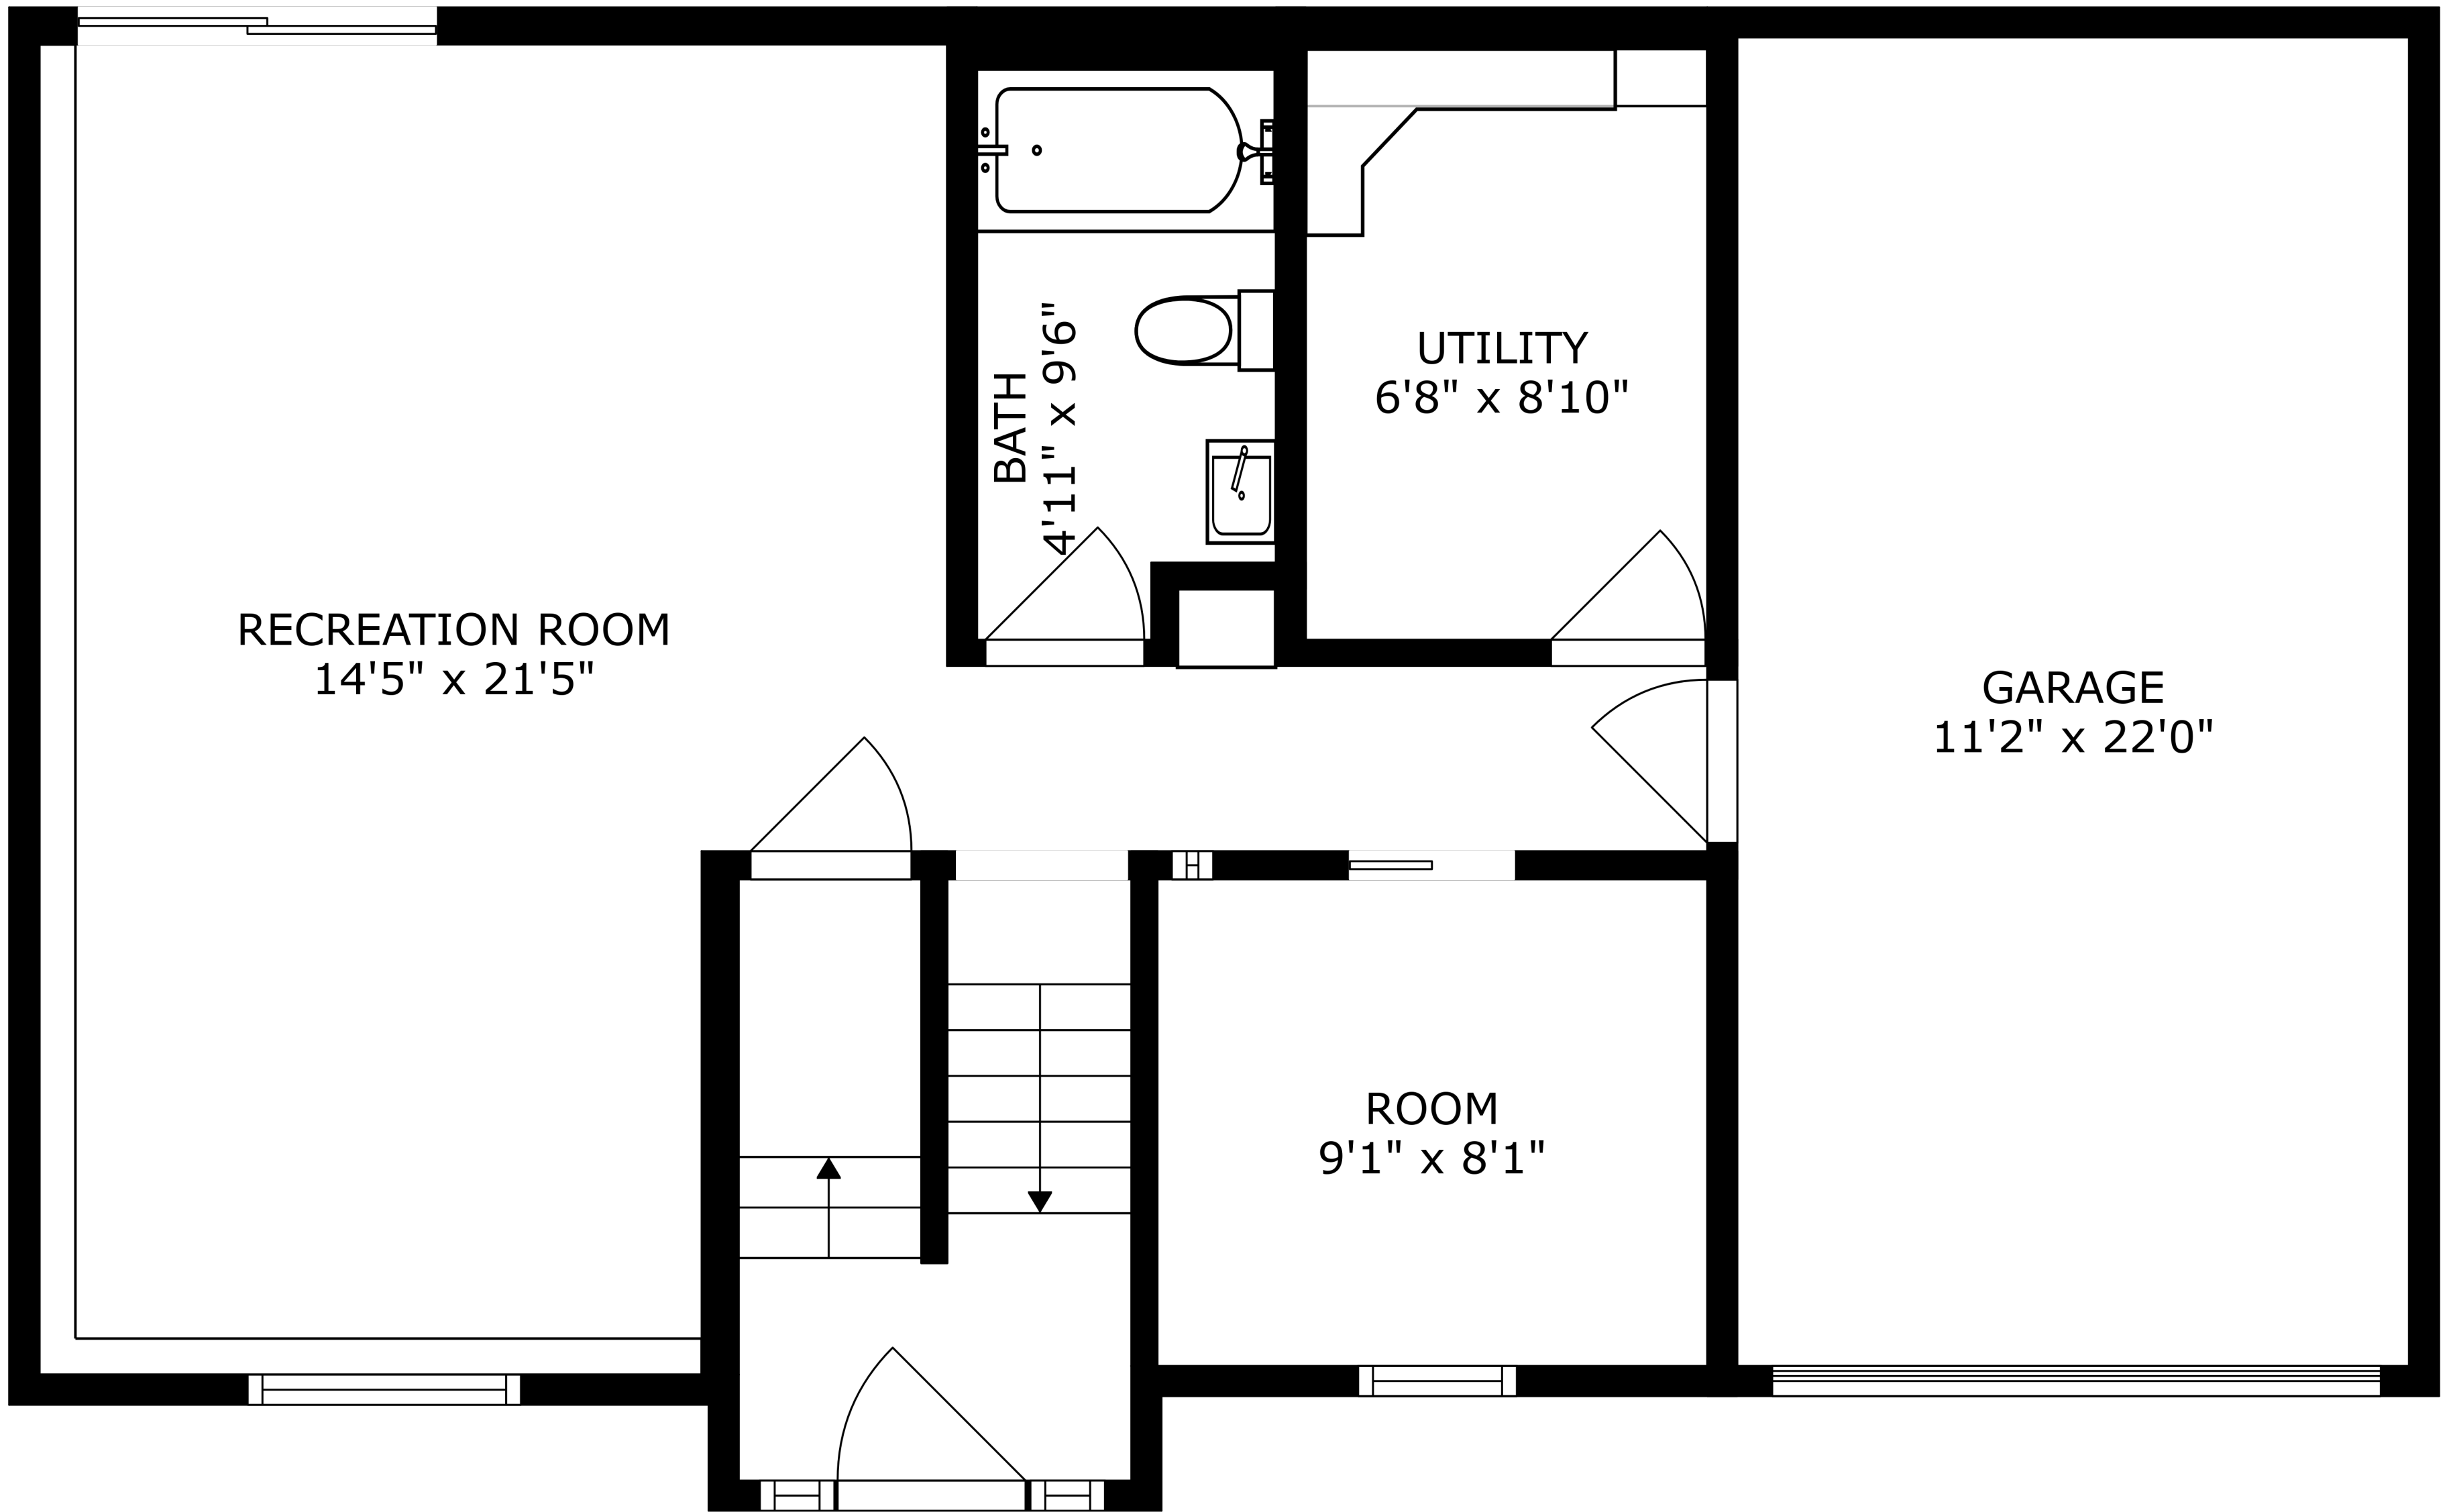 BATH
4'11" x 9'6"
UTILITY
6'8" x 8'10"
RECREATION ROOM
14'5" x 21'5"
GARAGE
11'2" x 22'0"
ROOM
9'1" x 8'1"